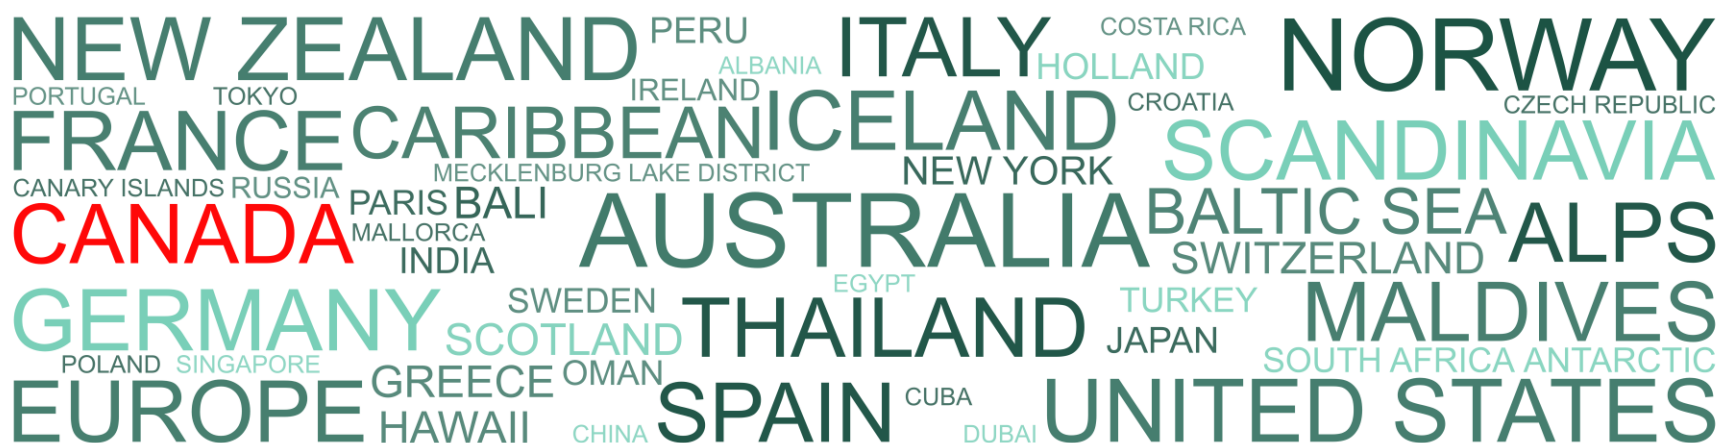 NEW ZEALAND PERU ITALY COSTA RICA NORWAY
ALBANIA HOLLAND
PORTUGAL TOKYO IRELAND ICELAND CROATIA CZECH REPUBLIC
FRANCE CARIBBEAN SCANDINAVIA
MECKLENBURG LAKE DISTRICT NEW YORK
CANARY ISLANDS RUSSIA PARIS BALI AUSTRALIA BALTIC SEA ALPS
CANADA MALLORCA
INDIA SWITZERLAND
EGYPT
GERMANY SWEDEN THAILAND TURKEY MALDIVES
SCOTLAND JAPAN
POLAND SINGAPORE SOUTH AFRICA ANTARCTIC
EUROPE GREECE OMAN SPAIN CUBA UNITED STATES
HAWAII CHINA DUBAI